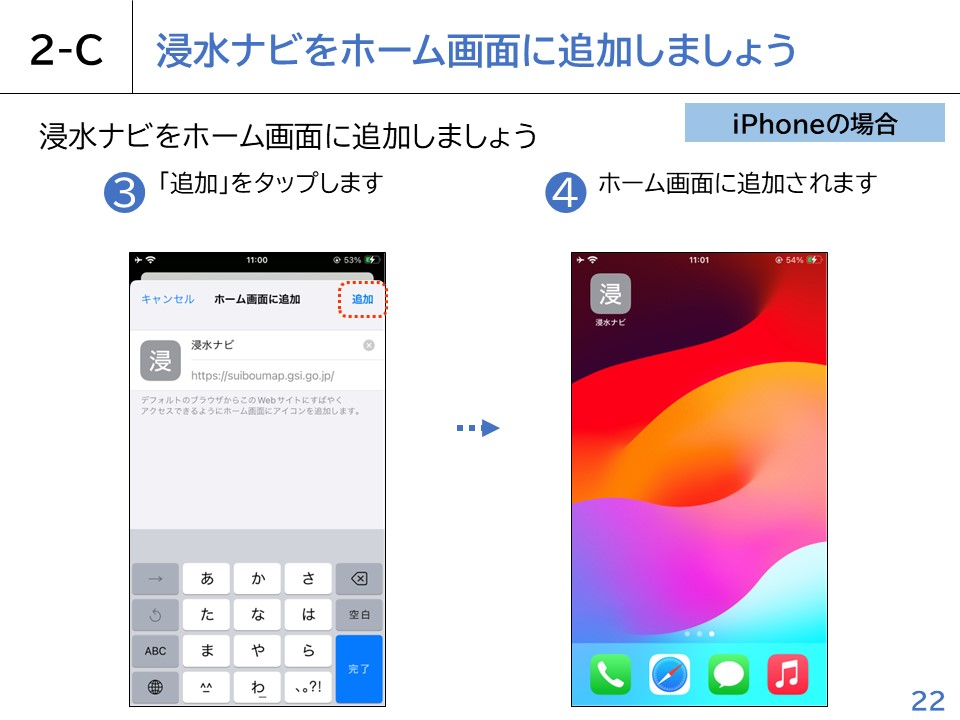 2-C
浸水ナビをホーム画面に追加しましょう
浸水ナビをホーム画面に追加しましょう
iPhoneの場合
3
「追加」をタップします
4
ホーム画面に追加されます
11:00
53%
キャンセル
ホーム画面に追加
追加
浸
浸水ナビ
https://suiboumap.gsi.go.jp/
デフォルトのブラウザからこのWebサイトにすばやく
アクセスできるようにホーム画面にアイコンを追加します。
→ あ か さ
た な は 空白
ABC ま や ら 完了
^^ わ_ 、。?!
11:01
54%
浸
浸水ナビ
22